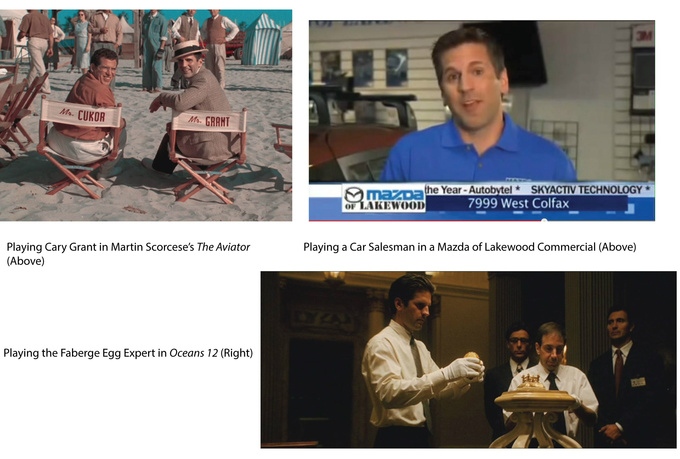 Mr. CUKOR
Mr. GRANT
3M
mazda
OF LAKEWOOD
the Year - Autobytel * SKYACTIV TECHNOLOGY *
7999 West Colfax
Playing Cary Grant in Martin Scorcese's The Aviator
(Above)
Playing a Car Salesman in a Mazda of Lakewood Commercial (Above)
Playing the Faberge Egg Expert in Oceans 12 (Right)